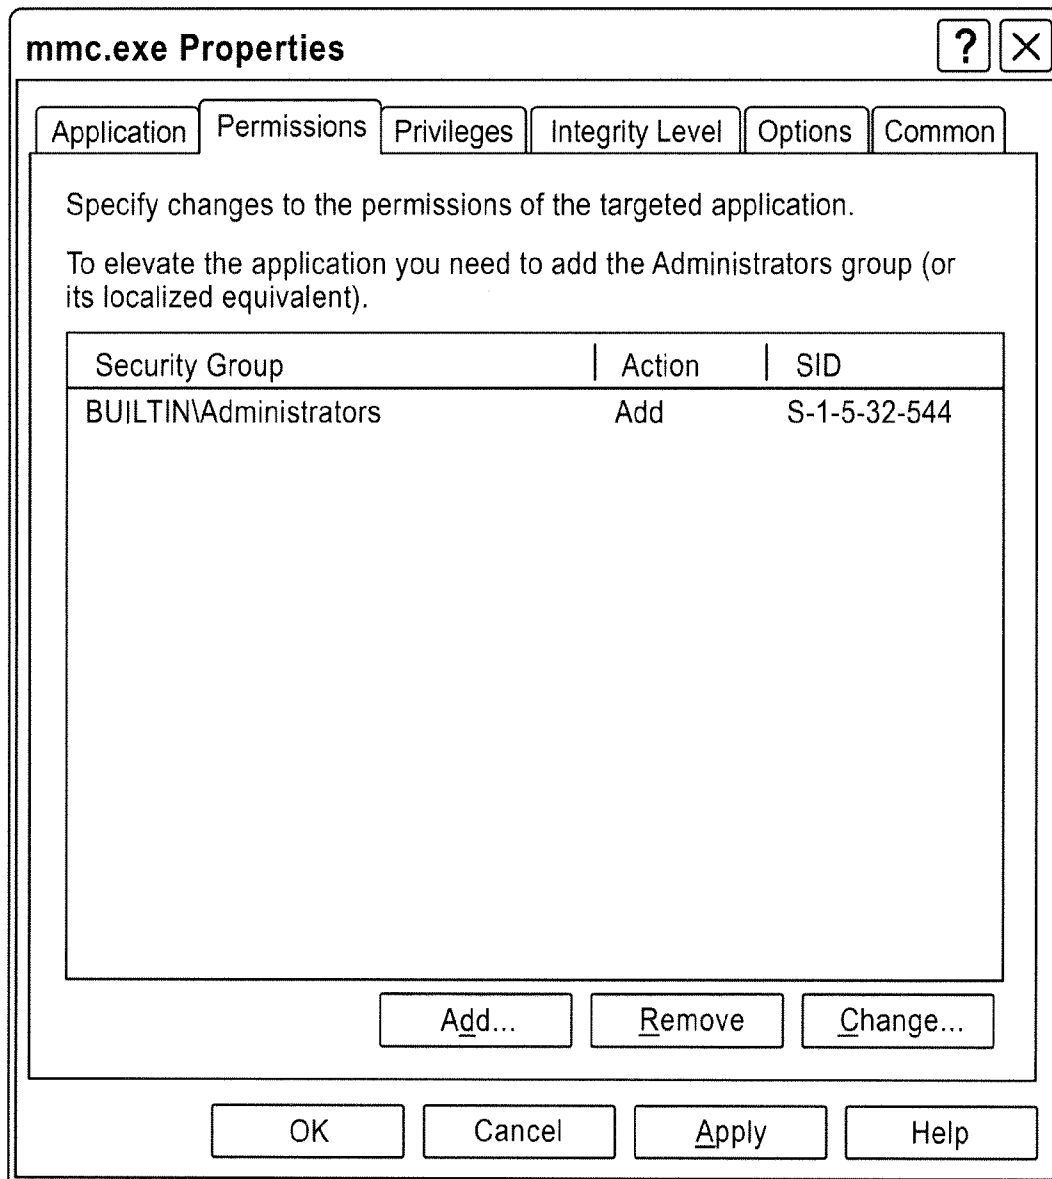 mmc.exe Properties ? X
Application Permissions Privileges Integrity Level Options Common
Specify changes to the permissions of the targeted application.
To elevate the application you need to add the Administrators group (or
its localized equivalent).
Security Group Action SID
BUILTIN\Administrators Add S-1-5-32-544
Add... Remove Change...
OK Cancel Apply Help